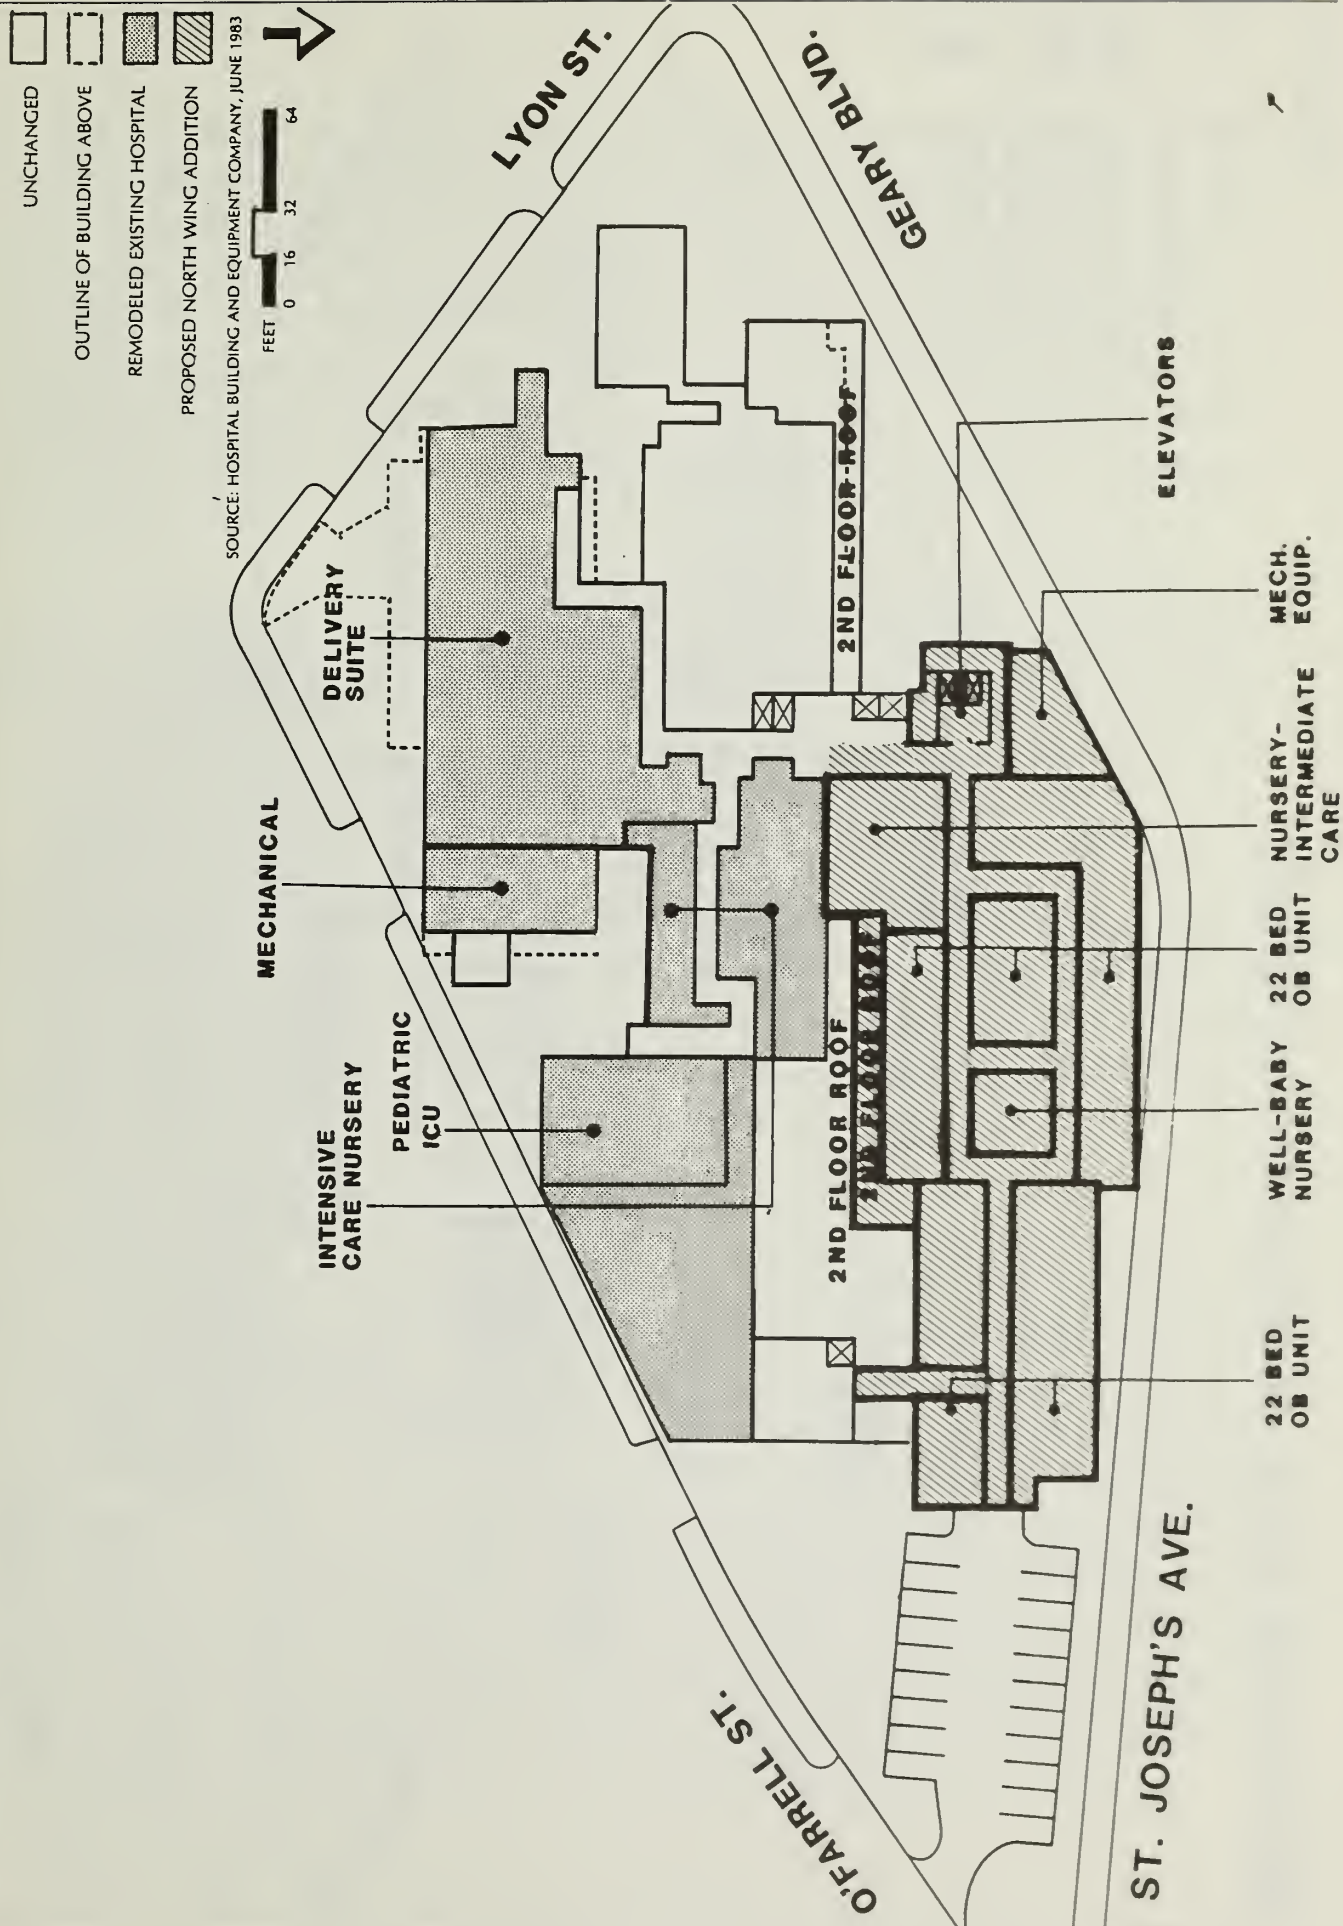 UNCHANGED
OUTLINE OF BUILDING ABOVE
REMODELED EXISTING HOSPITAL
PROPOSED NORTH WING ADDITION
SOURCE: HOSPITAL BUILDING AND EQUIPMENT COMPANY, JUNE 1983
FEET 0 16 32 64
LYON ST.
GEARY BLVD.
O'FARRELL ST.
ST. JOSEPH'S AVE.
MECHANICAL
DELIVERY
SUITE
INTENSIVE
CARE NURSERY
PEDIATRIC
ICU
2ND FLOOR ROOF
2ND FLOOR ROOF
2ND FLOOR ROOF
ELEVATORS
22 BED
OB UNIT
WELL-BABY
NURSERY
22 BED
OB UNIT
NURSERY-
INTERMEDIATE
CARE
MECH.
EQUIP.